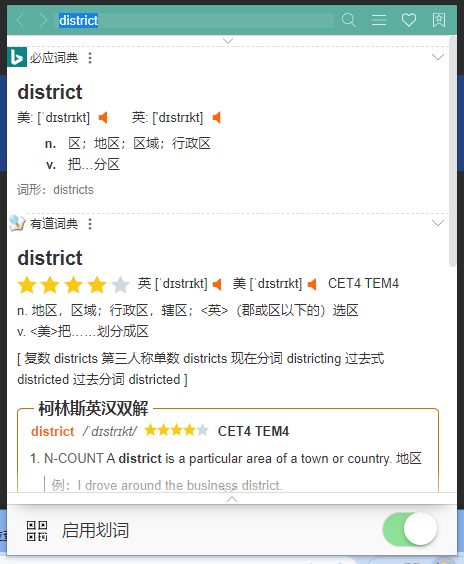 district
必应词典
district
美: [ˈdɪstrɪkt] 英: ['dɪstrɪkt]
n. 区；地区；区域；行政区
v. 把…分区
词形：districts
有道词典
district
英 [ˈdɪstrɪkt] 美 [ˈdɪstrɪkt] CET4 TEM4
n. 地区，区域；行政区，辖区；<英>（郡或区以下的）选区
v. <美>把……划分成区
[ 复数 districts 第三人称单数 districts 现在分词 districting 过去式
districted 过去分词 districted ]
柯林斯英汉双解
district /ˈdɪstrɪkt/ CET4 TEM4
1. N-COUNT A district is a particular area of a town or country. 地区
例：I drove around the business district.
启用划词